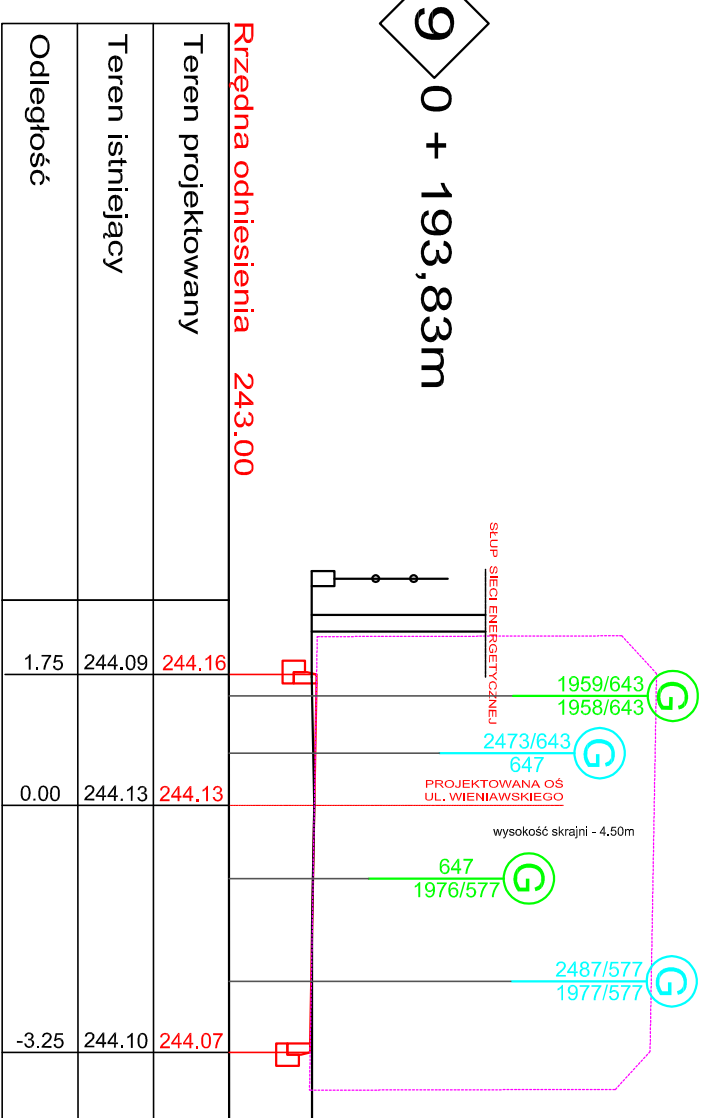 9
0 + 193,83m
Rrzędna odniesienia 243.00
Teren projektowany
Teren istniejący
Odległość
SŁUP SIECI ENERGETYCZNEJ
1959/643
1958/643
G
2473/643
647
G
PROJEKTOWANA OŚ
UL. WIENIAWSKIEGO
wysokość skrajni - 4.50m
647
1976/577
G
2487/577
1977/577
G
1.75 244.09 244.16
0.00 244.13 244.13
-3.25 244.10 244.07